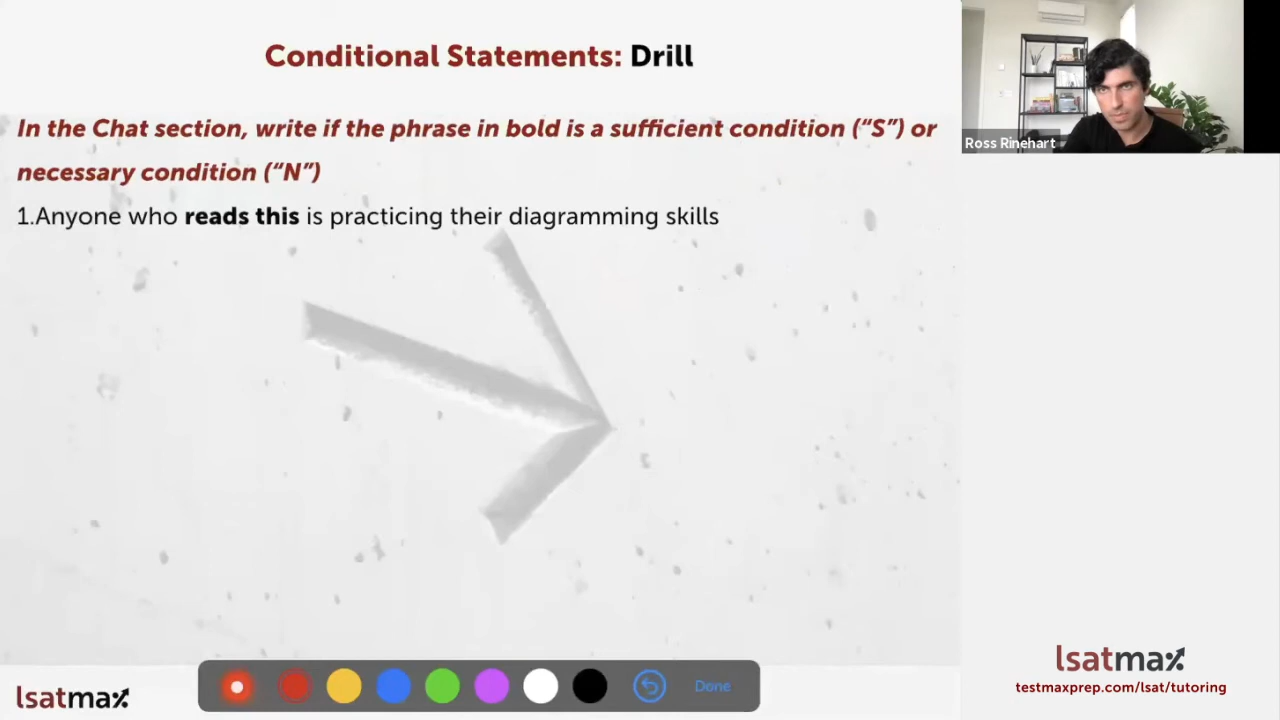 Conditional Statements: Drill
In the Chat section, write if the phrase in bold is a sufficient condition (“S”) or
necessary condition (“N”)
1.Anyone who reads this is practicing their diagramming skills
Ross Rinehart
Done
lsatmax
lsatmax
testmaxprep.com/lsat/tutoring